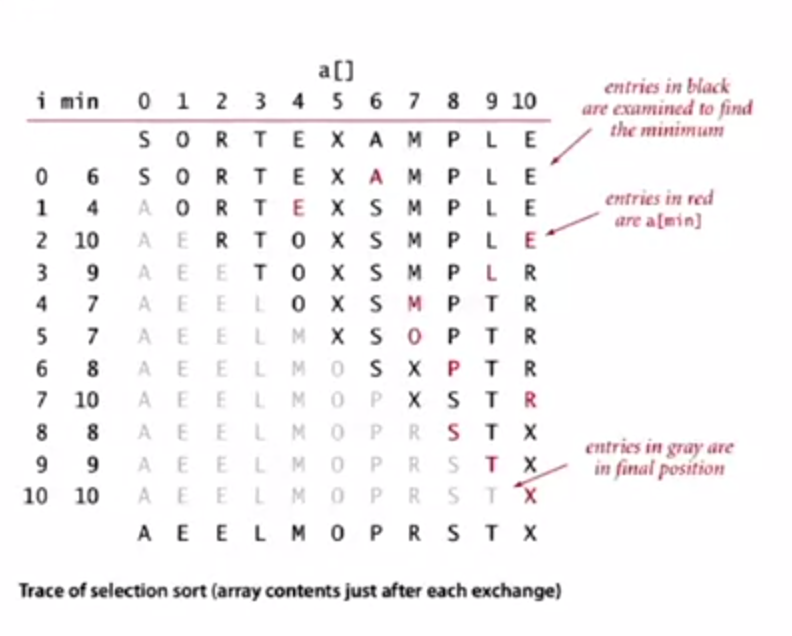 a[]
i min 0 1 2 3 4 5 6 7 8 9 10
S O R T E X A M P L E
0 6 S O R T E X A M P L E
1 4 A O R T E X S M P L E
2 10 A E R T O X S M P L E
3 9 A E E T O X S M P L R
4 7 A E E L O X S M P T R
5 7 A E E L M X S O P T R
6 8 A E E L M O S X P T R
7 10 A E E L M O P X S T R
8 8 A E E L M O P R S T X
9 9 A E E L M O P R S T X
10 10 A E E L M O P R S T X
A E E L M O P R S T X
entries in black
are examined to find
the minimum
entries in red
are a[min]
entries in gray are
in final position
Trace of selection sort (array contents just after each exchange)